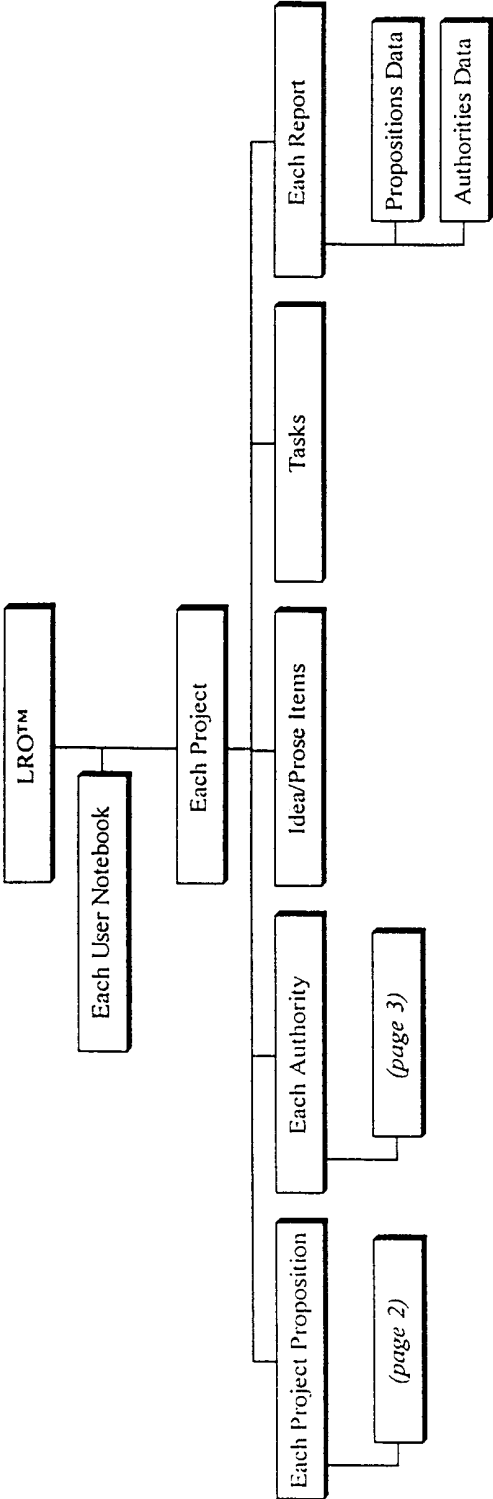 LRO™
Each User Notebook
Each Project
Each Project Proposition
Each Authority
Idea/Prose Items
Tasks
Each Report
(page 2)
(page 3)
Propositions Data
Authorities Data